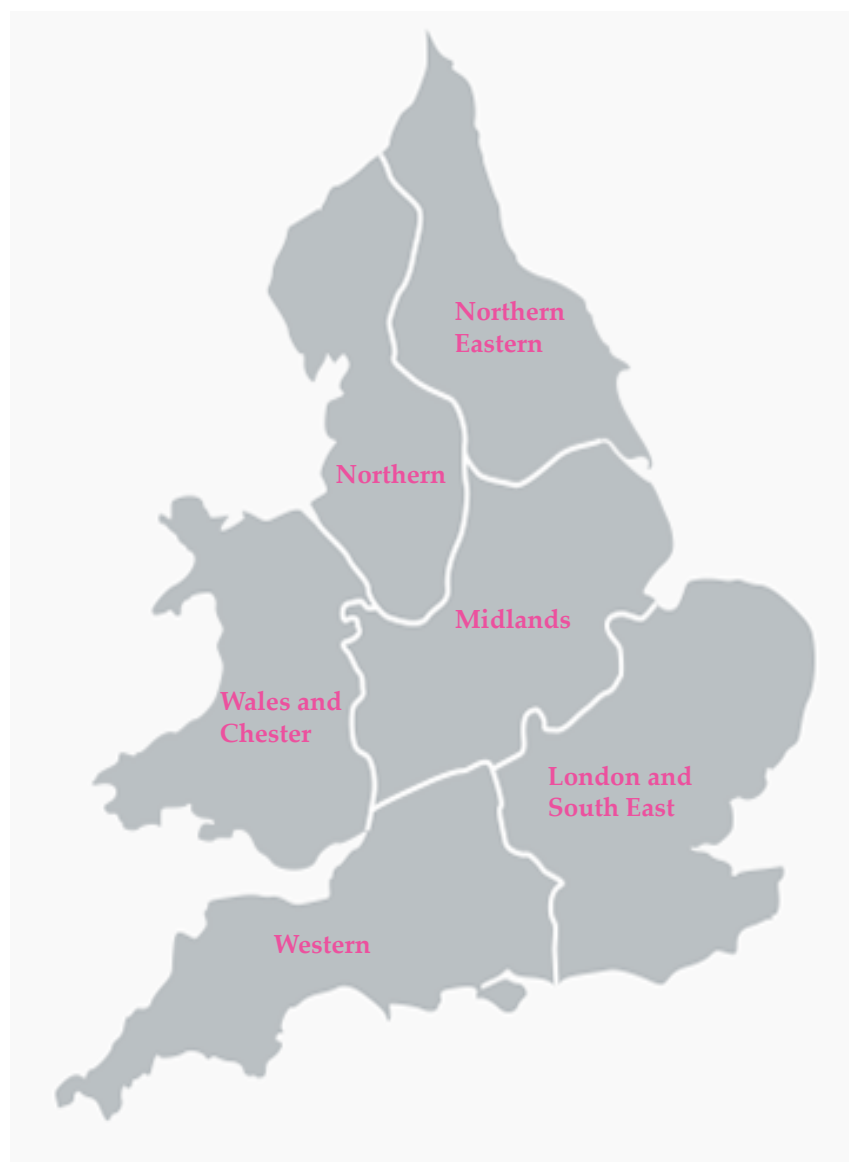 Northern
Eastern
Northern
Midlands
Wales and
Chester
London and
South East
Western